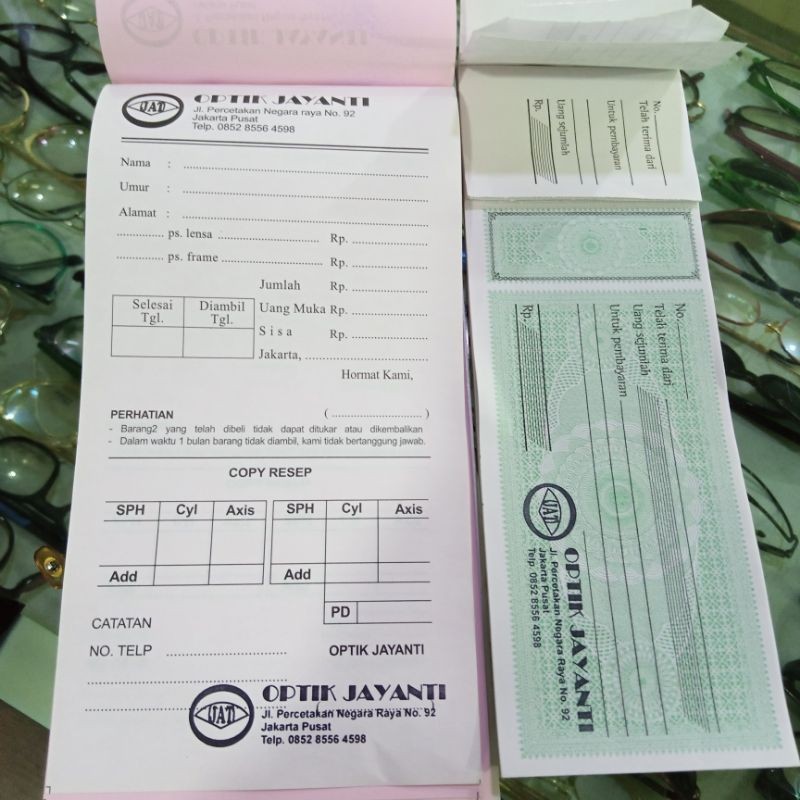 OPTIK JAYANTI
JAti
OPTIK JAYANTI
Jl. Percetakan Negara raya No. 92
Jakarta Pusat
Telp. 0852 8556 4598
Nama :
Umur :
Alamat :
ps. lensa Rp.
ps. frame Rp.
Jumlah Rp.
Selesai Tgl. Diambil Tgl.
Uang Muka Rp.
Sisa Rp.
Jakarta,
Hormat Kami,
PERHATIAN
- Barang2 yang telah dibeli tidak dapat ditukar atau dikembalikan
- Dalam waktu 1 bulan barang tidak diambil, kami tidak bertanggung jawab.
COPY RESEP
SPH Cyl Axis SPH Cyl Axis
Add Add
PD
CATATAN
NO. TELP OPTIK JAYANTI
JATi
OPTIK JAYANTI
Jl. Percetakan Negara Raya No. 92
Jakarta Pusat
Telp. 0852 8556 4598
No.
Telah terima dari
Untuk pembayaran
Uang sejumlah
Rp.
No.
Telah terima dari
Uang sejumlah
Untuk pembayaran
Rp.
JATi
OPTIK JAYANTI
Jl. Percetakan Negara Raya No. 92
Jakarta Pusat
Telp. 0852 8556 4598